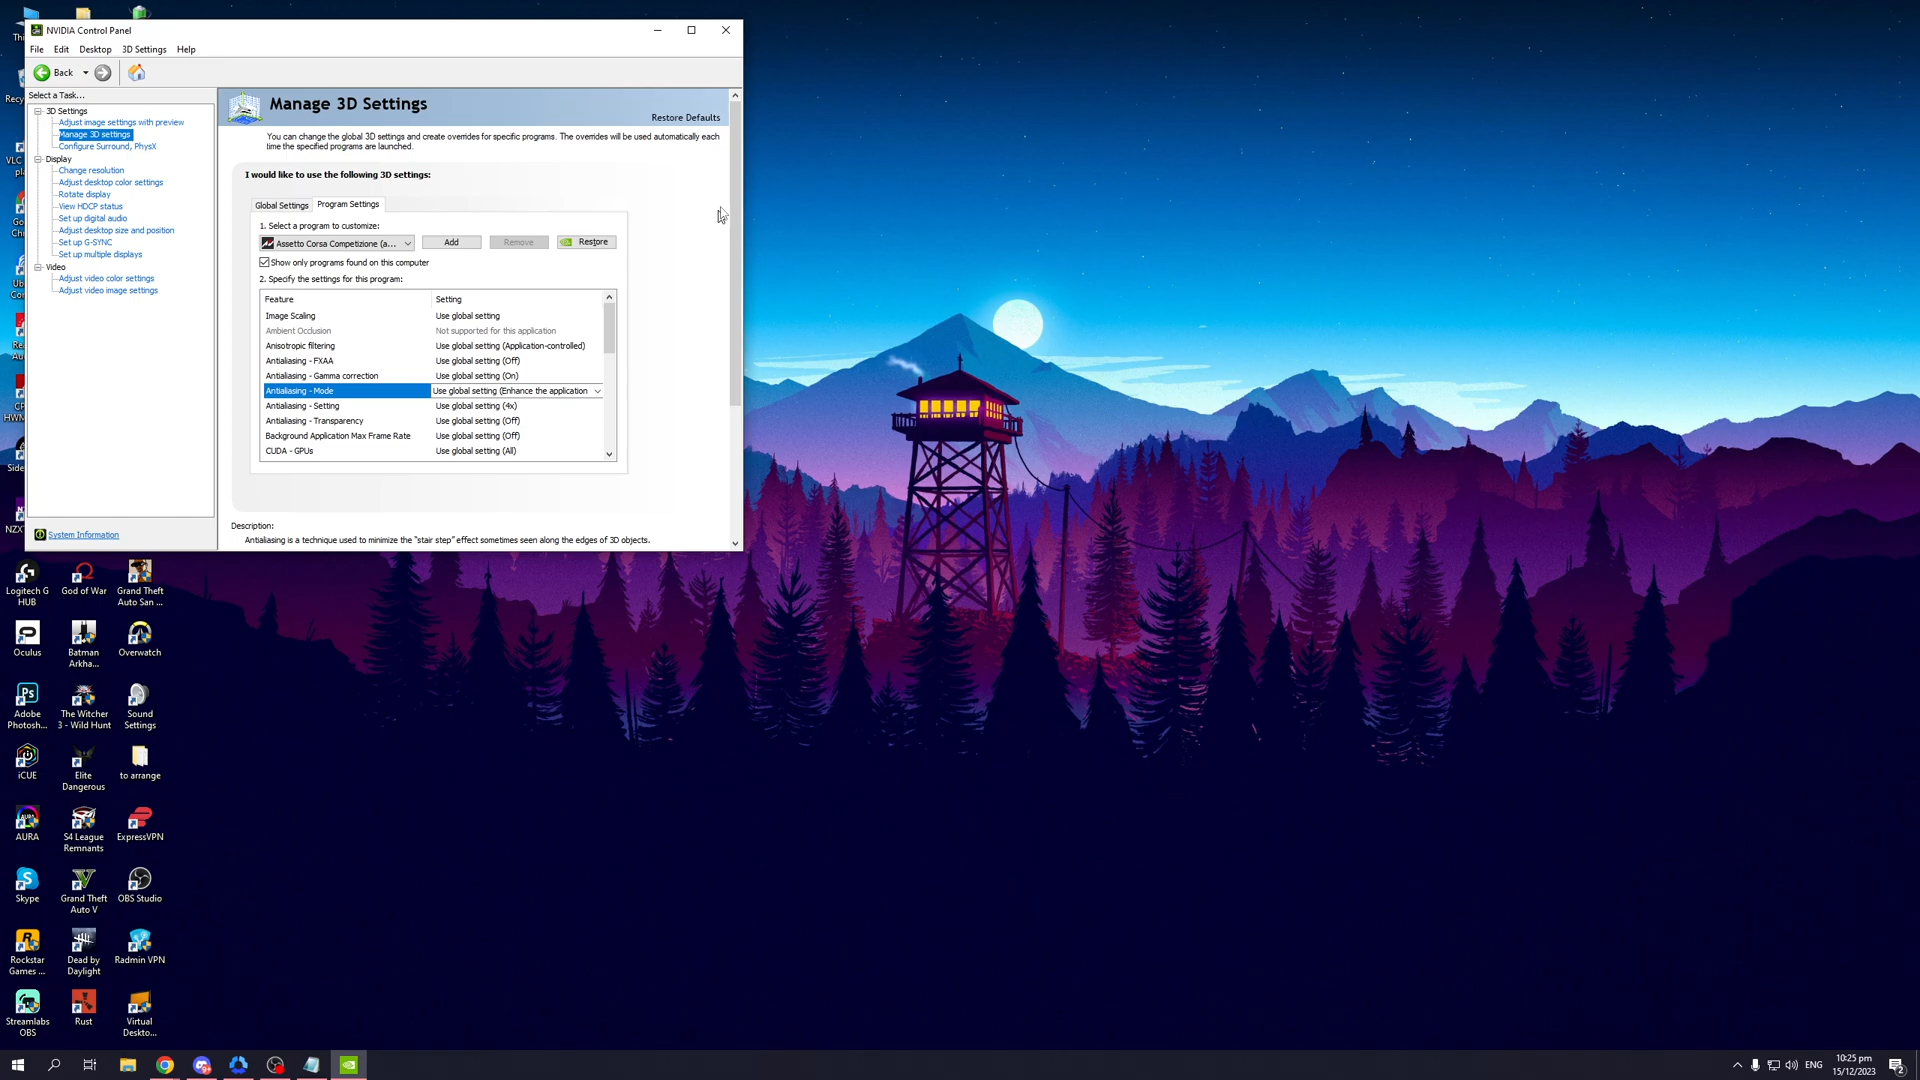 NVIDIA Control Panel
File Edit Desktop 3D Settings Help
Back
Select a Task...
3D Settings
Adjust image settings with preview
Manage 3D settings
Configure Surround, PhysX
Display
Change resolution
Adjust desktop color settings
Rotate display
View HDCP status
Set up digital audio
Adjust desktop size and position
Set up G-SYNC
Set up multiple displays
Video
Adjust video color settings
Adjust video image settings
System Information
Manage 3D Settings
Restore Defaults
You can change the global 3D settings and create overrides for specific programs. The overrides will be used automatically each
time the specified programs are launched.
I would like to use the following 3D settings:
Global Settings Program Settings
1. Select a program to customize:
Assetto Corsa Competizione (a... Add Remove Restore
Show only programs found on this computer
2. Specify the settings for this program:
Feature Setting
Image Scaling Use global setting
Ambient Occlusion Not supported for this application
Anisotropic filtering Use global setting (Application-controlled)
Antialiasing - FXAA Use global setting (Off)
Antialiasing - Gamma correction Use global setting (On)
Antialiasing - Mode Use global setting (Enhance the application
Antialiasing - Setting Use global setting (4x)
Antialiasing - Transparency Use global setting (Off)
Background Application Max Frame Rate Use global setting (Off)
CUDA - GPUs Use global setting (All)
Description:
Antialiasing is a technique used to minimize the "stair step" effect sometimes seen along the edges of 3D objects.
Logitech G
HUB
God of War
Grand Theft
Auto San ...
Oculus
Batman
Arkha...
Overwatch
Adobe
Photosh...
The Witcher
3 - Wild Hunt
Sound
Settings
iCUE
Elite
Dangerous
to arrange
AURA
S4 League
Remnants
ExpressVPN
Skype
Grand Theft
Auto V
OBS Studio
Rockstar
Games ...
Dead by
Daylight
Radmin VPN
Streamlabs
OBS
Rust
Virtual
Deskto...
ENG
10:25 pm
15/12/2023